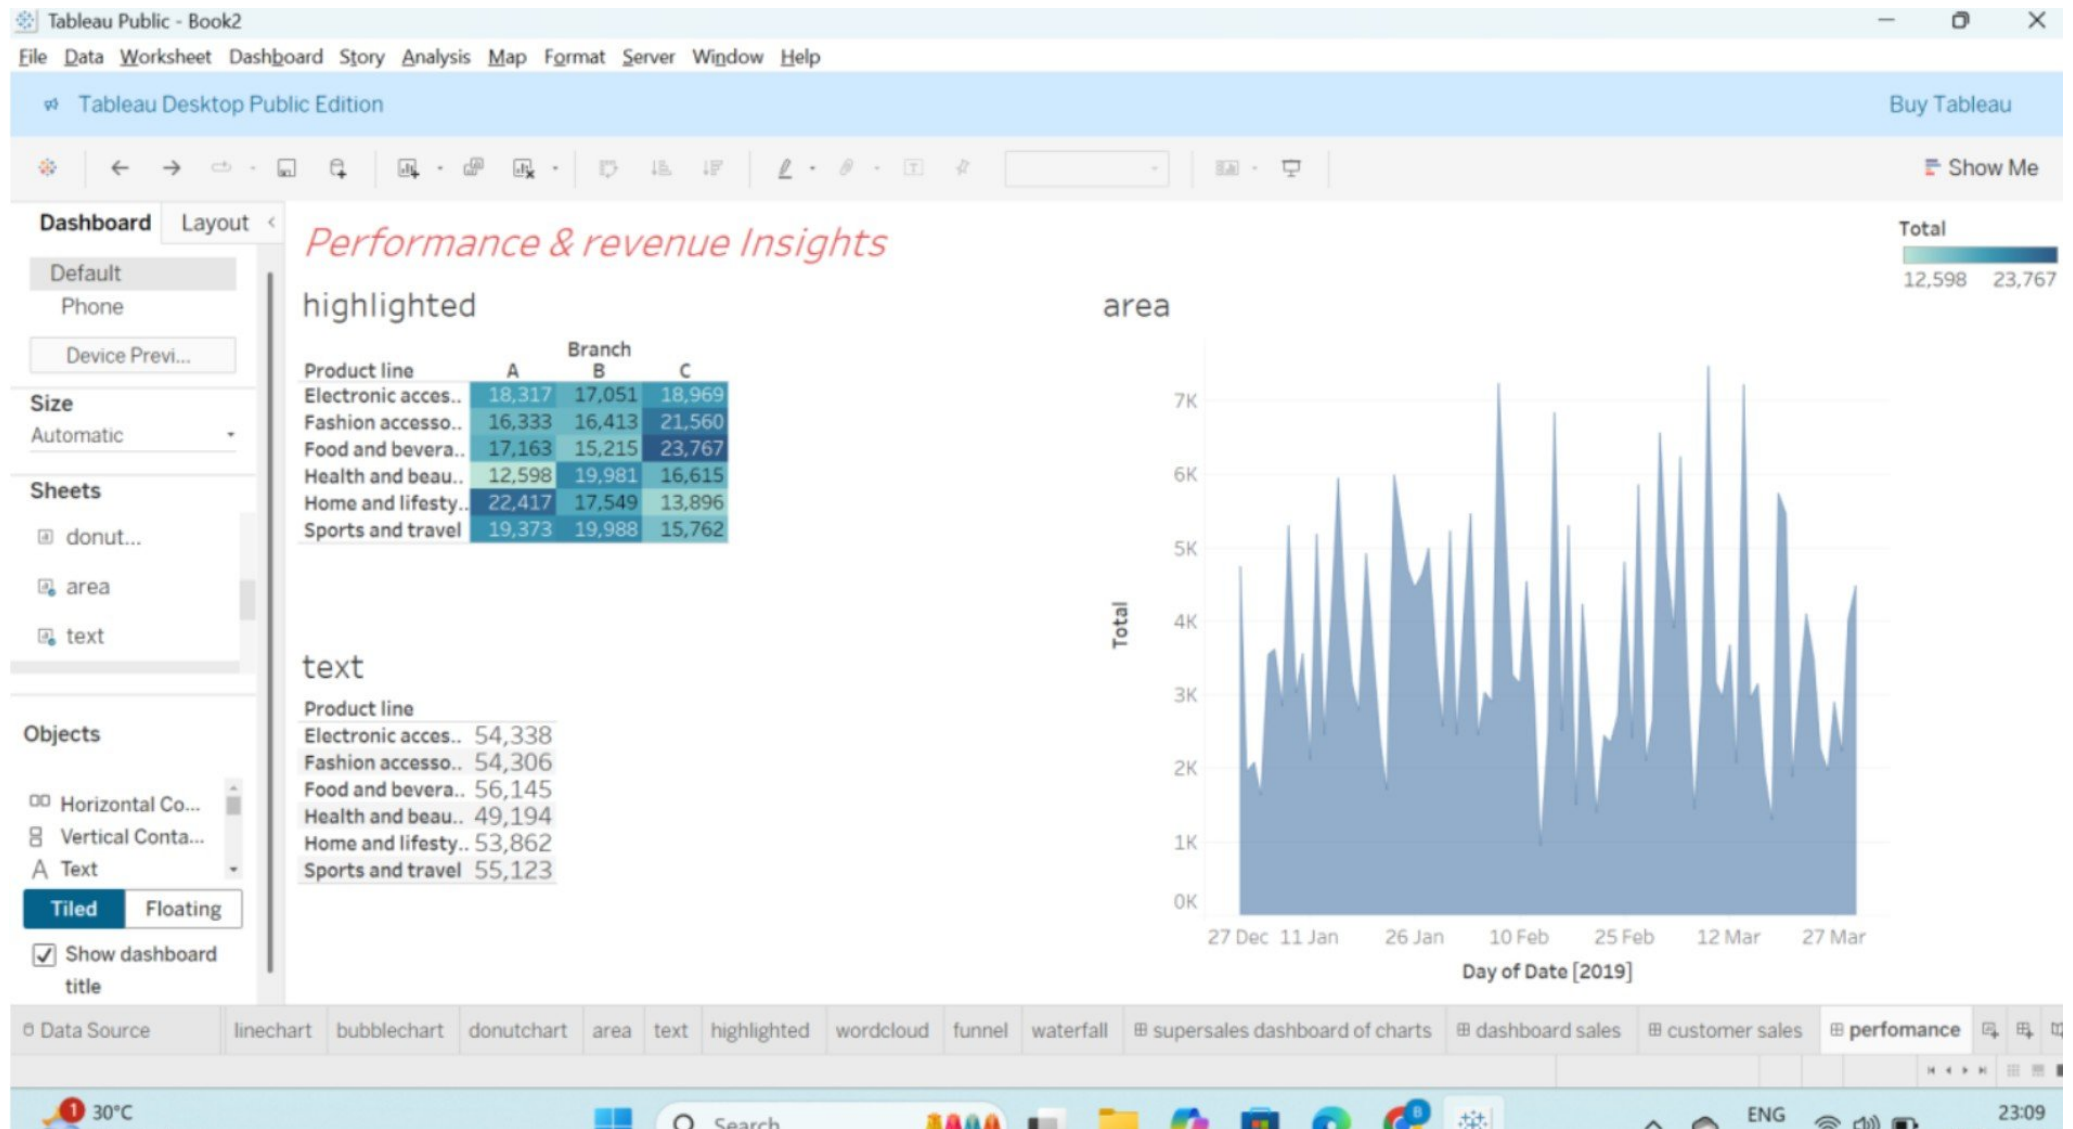 Tableau Public - Book2
File Data Worksheet Dashboard Story Analysis Map Format Server Window Help
Tableau Desktop Public Edition
Buy Tableau
Show Me
Dashboard Layout
Default
Phone
Device Previ...
Size
Automatic
Sheets
donut...
area
text
Objects
Horizontal Co...
Vertical Conta...
A Text
Tiled Floating
Show dashboard
title
Performance & revenue Insights
highlighted
Branch
Product line A B C
Electronic acces.. 18,317 17,051 18,969
Fashion accesso.. 16,333 16,413 21,560
Food and bevera.. 17,163 15,215 23,767
Health and beau.. 12,598 19,981 16,615
Home and lifesty.. 22,417 17,549 13,896
Sports and travel 19,373 19,988 15,762
text
Product line
Electronic acces.. 54,338
Fashion accesso.. 54,306
Food and bevera.. 56,145
Health and beau.. 49,194
Home and lifesty.. 53,862
Sports and travel 55,123
area
Total
7K
6K
5K
4K
3K
2K
1K
0K
27 Dec 11 Jan 26 Jan 10 Feb 25 Feb 12 Mar 27 Mar
Day of Date [2019]
Total
12,598 23,767
Data Source linechart bubblechart donutchart area text highlighted wordcloud funnel waterfall supersales dashboard of charts dashboard sales customer sales perfomance
1 30°C
Search
B
ENG
23:09